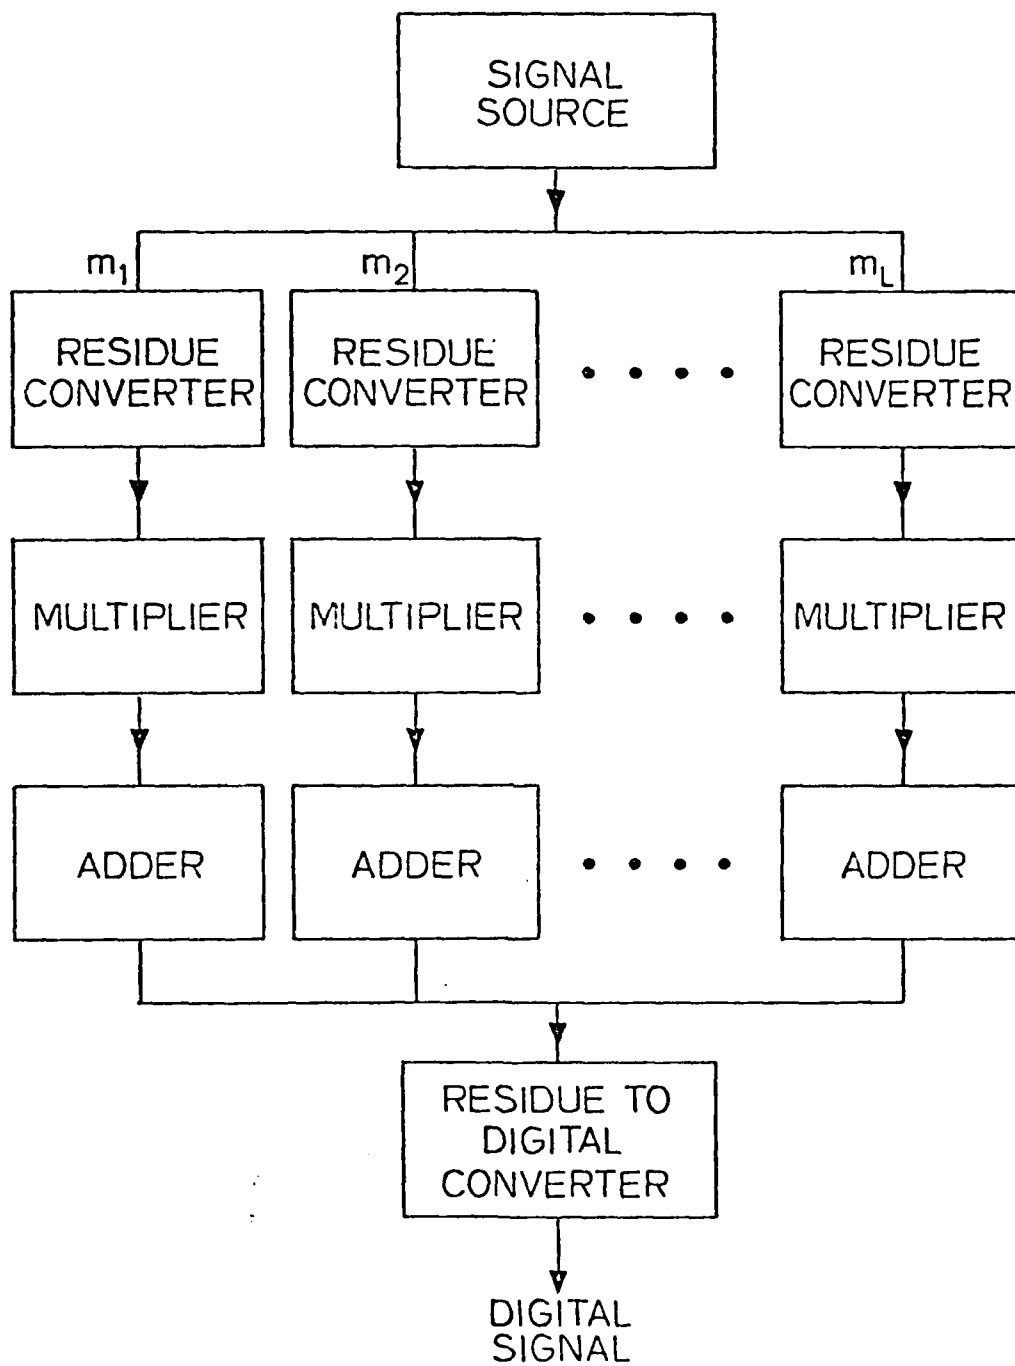 SIGNAL
SOURCE
m1
m2
mL
RESIDUE
CONVERTER
RESIDUE
CONVERTER
RESIDUE
CONVERTER
MULTIPLIER
MULTIPLIER
MULTIPLIER
ADDER
ADDER
ADDER
RESIDUE TO
DIGITAL
CONVERTER
DIGITAL
SIGNAL